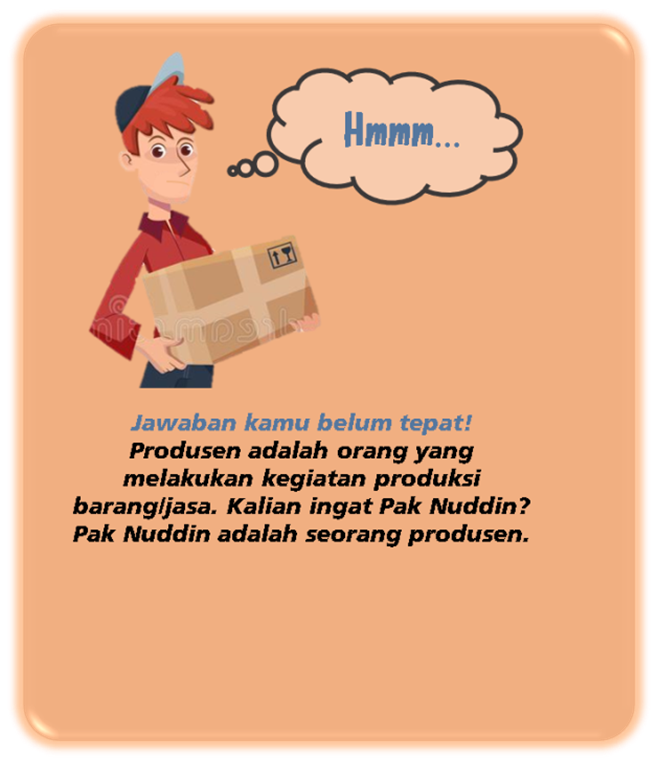 Hmmm...
Jawaban kamu belum tepat!
Produsen adalah orang yang
melakukan kegiatan produksi
barang/jasa. Kalian ingat Pak Nuddin?
Pak Nuddin adalah seorang produsen.